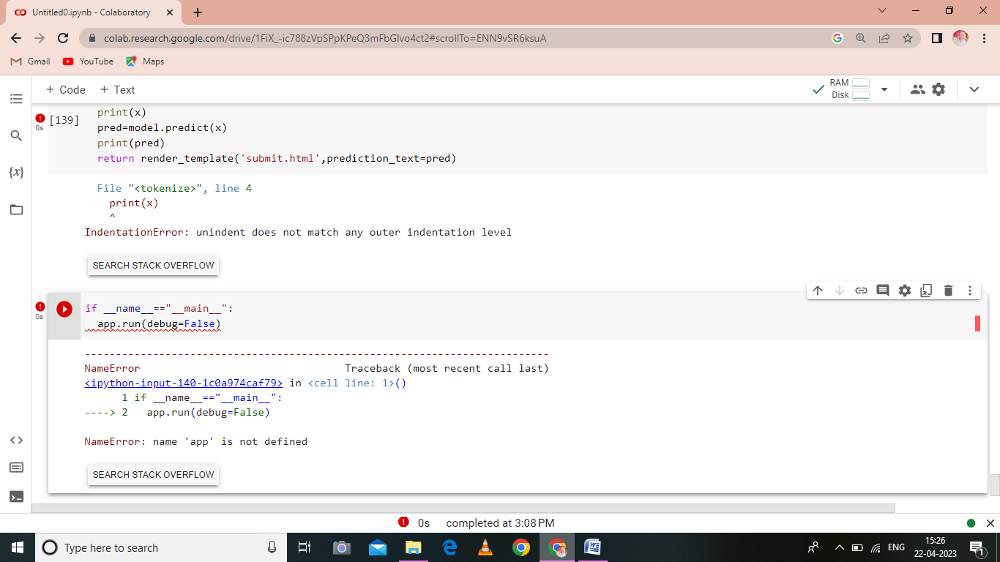 Untitled0.ipynb - Colaboratory
colab.research.google.com/drive/1FiX_-ic788zVpSPpKPeQ3mFbGlvo4ct2#scrollTo=ENN9vSR6ksuA
Gmail YouTube Maps
+ Code + Text
RAM
Disk
print(x)
[139]
0s
pred=model.predict(x)
print(pred)
return render_template('submit.html',prediction_text=pred)
File "<tokenize>", line 4
print(x)
^
IndentationError: unindent does not match any outer indentation level
SEARCH STACK OVERFLOW
if __name__=="__main__":
0s
app.run(debug=False)
---------------------------------------------------------------------------
NameError Traceback (most recent call last)
<ipython-input-140-1c0a974caf79> in <cell line: 1>()
1 if __name__=="__main__":
----> 2 app.run(debug=False)
NameError: name 'app' is not defined
SEARCH STACK OVERFLOW
0s completed at 3:08 PM
Type here to search
ENG
15:26
22-04-2023
1